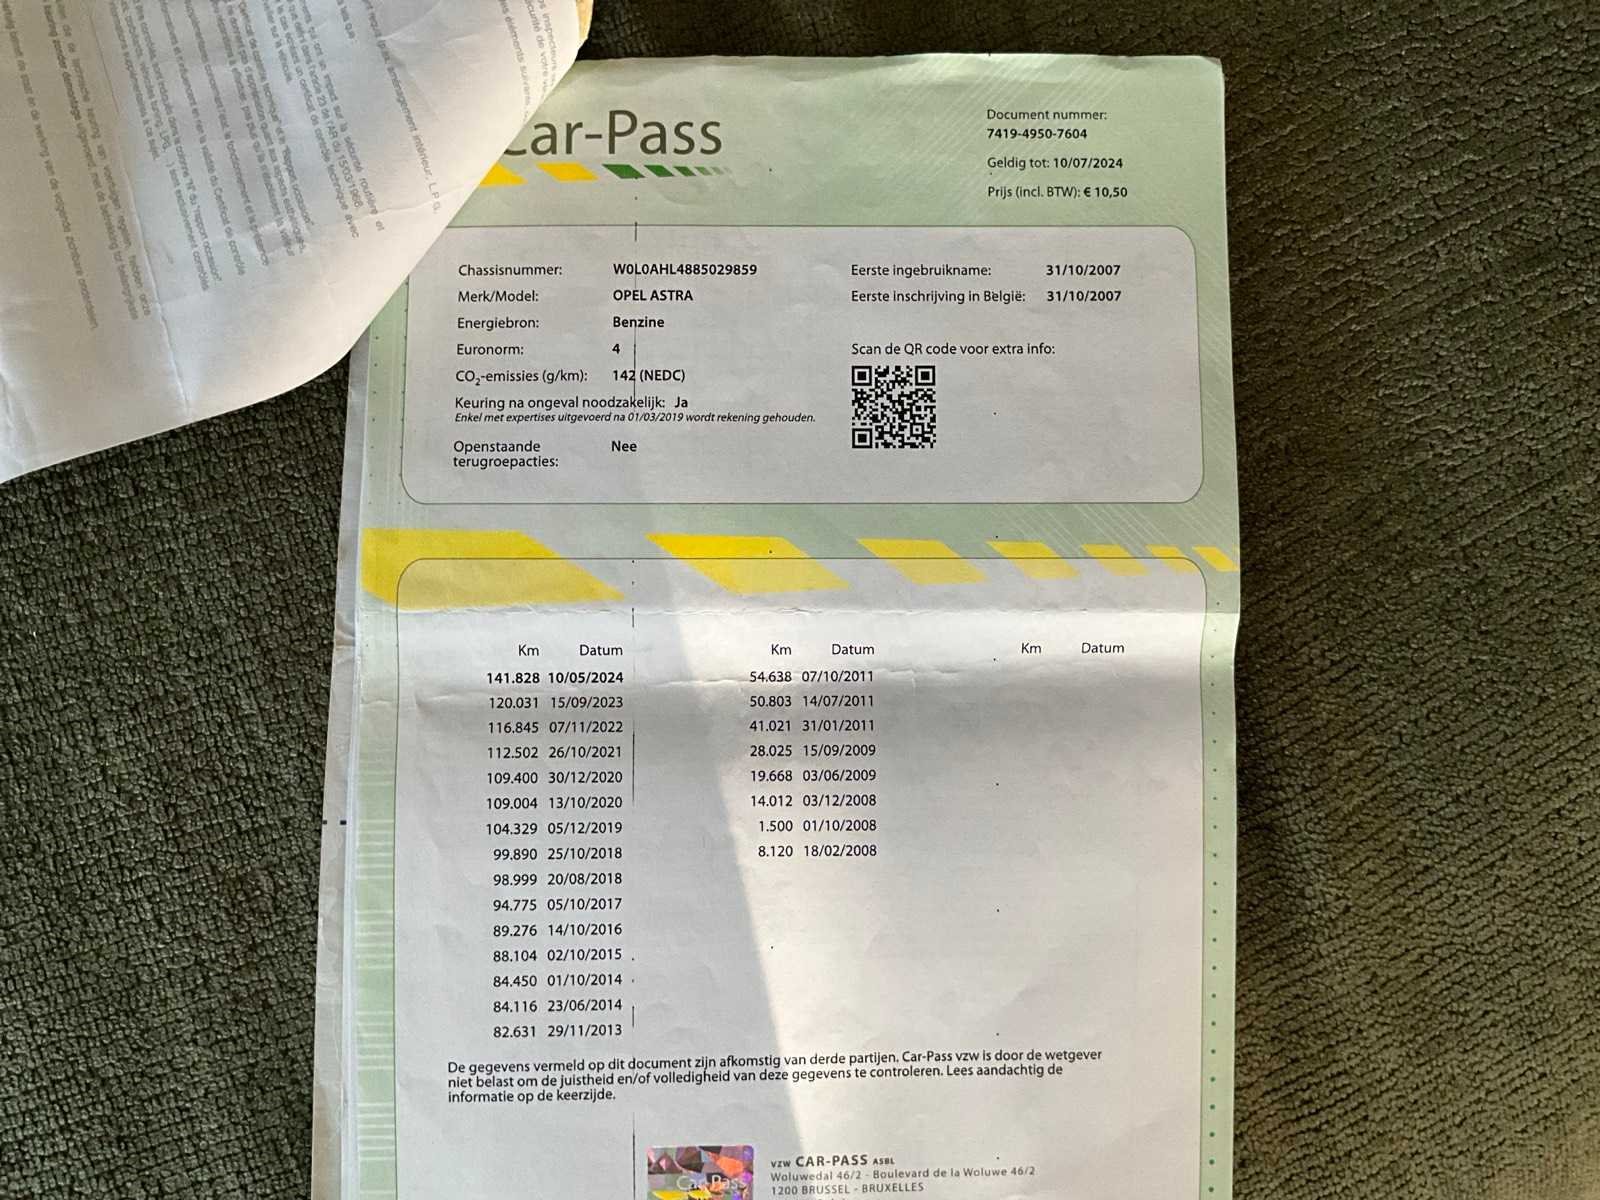 Car-Pass
Document nummer:
7419-4950-7604
Geldig tot: 10/07/2024
Prijs (incl. BTW): € 10,50
Chassisnummer: W0L0AHL4885029859
Merk/Model: OPEL ASTRA
Energiebron: Benzine
Euronorm: 4
CO₂-emissies (g/km): 142 (NEDC)
Keuring na ongeval noodzakelijk: Ja
Enkel met expertises uitgevoerd na 01/03/2019 wordt rekening gehouden.
Openstaande terugroepacties: Nee
Eerste ingebruikname: 31/10/2007
Eerste inschrijving in België: 31/10/2007
Scan de QR code voor extra info:
Km Datum
141.828 10/05/2024
120.031 15/09/2023
116.845 07/11/2022
112.502 26/10/2021
109.400 30/12/2020
109.004 13/10/2020
104.329 05/12/2019
99.890 25/10/2018
98.999 20/08/2018
94.775 05/10/2017
89.276 14/10/2016
88.104 02/10/2015
84.450 01/10/2014
84.116 23/06/2014
82.631 29/11/2013
Km Datum
54.638 07/10/2011
50.803 14/07/2011
41.021 31/01/2011
28.025 15/09/2009
19.668 03/06/2009
14.012 03/12/2008
1.500 01/10/2008
8.120 18/02/2008
Km Datum
De gegevens vermeld op dit document zijn afkomstig van derde partijen. Car-Pass vzw is door de wetgever
niet belast om de juistheid en/of volledigheid van deze gegevens te controleren. Lees aandachtig de
informatie op de keerzijde.
Car-Pass
vzw CAR-PASS ASBL
Woluwedal 46/2 - Boulevard de la Woluwe 46/2
1200 BRUSSEL - BRUXELLES